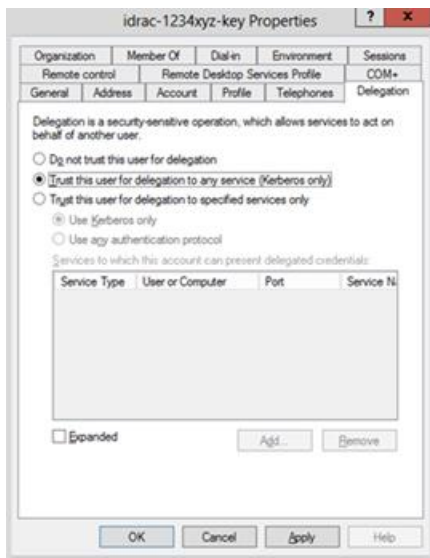 idrac-1234xyz-key Properties
?
x
Organization Member Of Dial-in Environment Sessions
Remote control Remote Desktop Services Profile COM+
General Address Account Profile Telephones Delegation
Delegation is a security-sensitive operation, which allows services to act on
behalf of another user.
Do not trust this user for delegation
Trust this user for delegation to any service (Kerberos only)
Trust this user for delegation to specified services only
Use Kerberos only
Use any authentication protocol
Services to which this account can present delegated credentials:
Service Type User or Computer Port Service N
Expanded
Add... Remove
OK Cancel Apply Help